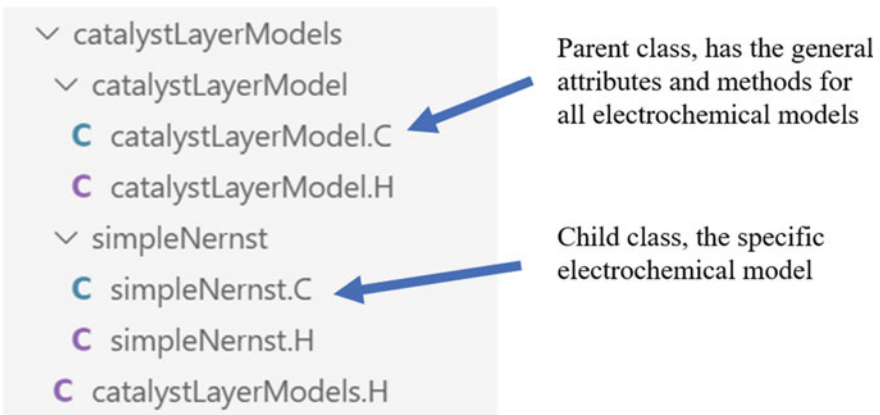 catalystLayerModels
catalystLayerModel
C catalystLayerModel.C
C catalystLayerModel.H
simpleNernst
C simpleNernst.C
C simpleNernst.H
C catalystLayerModels.H
Parent class, has the general
attributes and methods for
all electrochemical models
Child class, the specific
electrochemical model